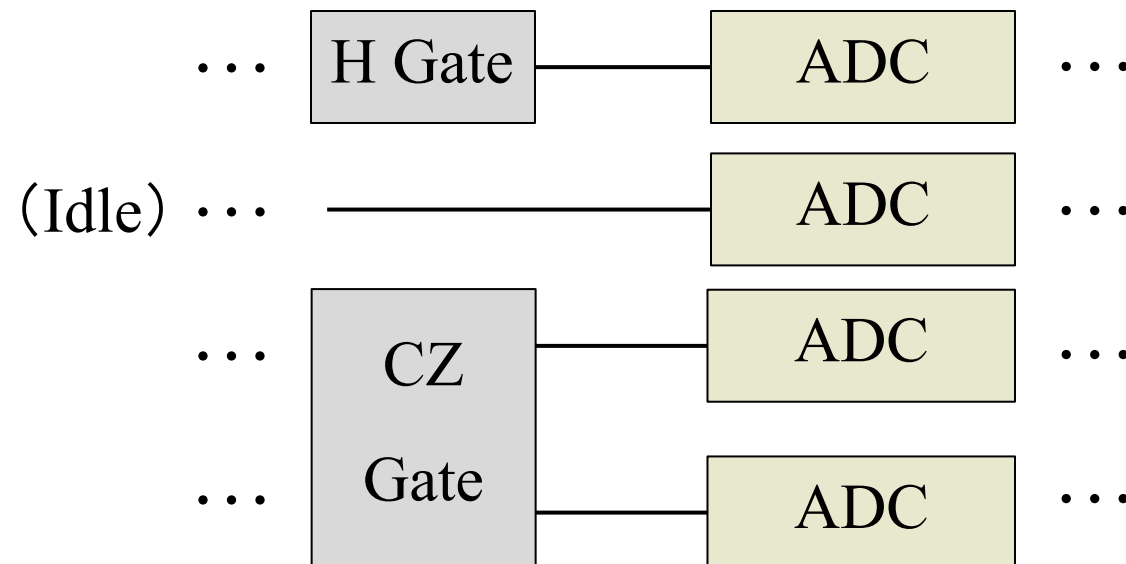 ... H Gate ADC ...
（Idle） ... ADC ...
... CZ ADC ...
... Gate ADC ...